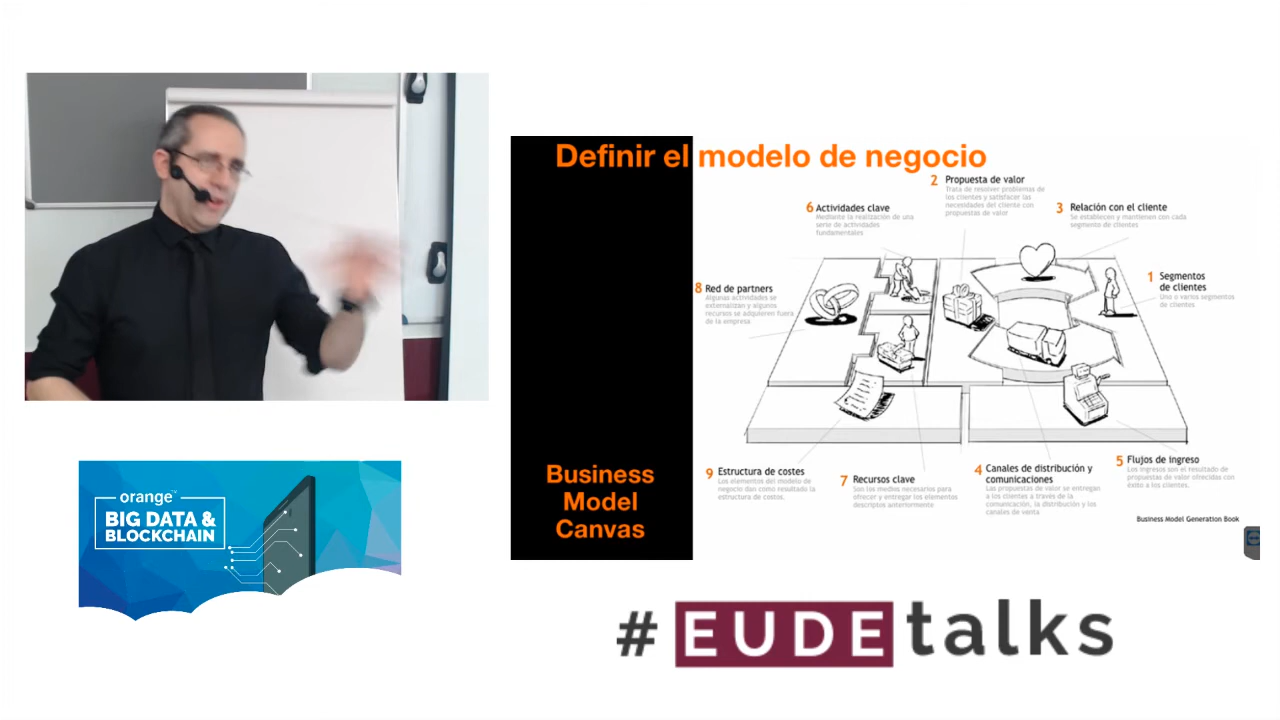 Definir el modelo de negocio
2 Propuesta de valor
Trata de resolver problemas de
los clientes y satisfacer las
necesidades del cliente con
propuestas de valor
6 Actividades clave
Mediante la realización de una
serie de actividades
fundamentales
3 Relación con el cliente
Se establecen y mantienen con cada
segmento de clientes
1 Segmentos
de clientes
Uno o varios segmentos
de clientes
8 Red de partners
Algunas actividades se
externalizan y algunos
recursos se adquieren fuera
de la empresa
Business
Model
Canvas
9 Estructura de costes
Los elementos del modelo de
negocio dan como resultado la
estructura de costos.
7 Recursos clave
Son los medios necesarios para
ofrecer y entregar los elementos
descriptos anteriormente
4 Canales de distribución y
comunicaciones
Las propuestas de valor se entregan
a los clientes a través de la
comunicación, la distribución y los
canales de venta
5 Flujos de ingreso
Los ingresos son el resultado de
propuestas de valor ofrecidas con
éxito a los clientes.
Business Model Generation Book
orange™
BIG DATA &
BLOCKCHAIN
# EUDE talks